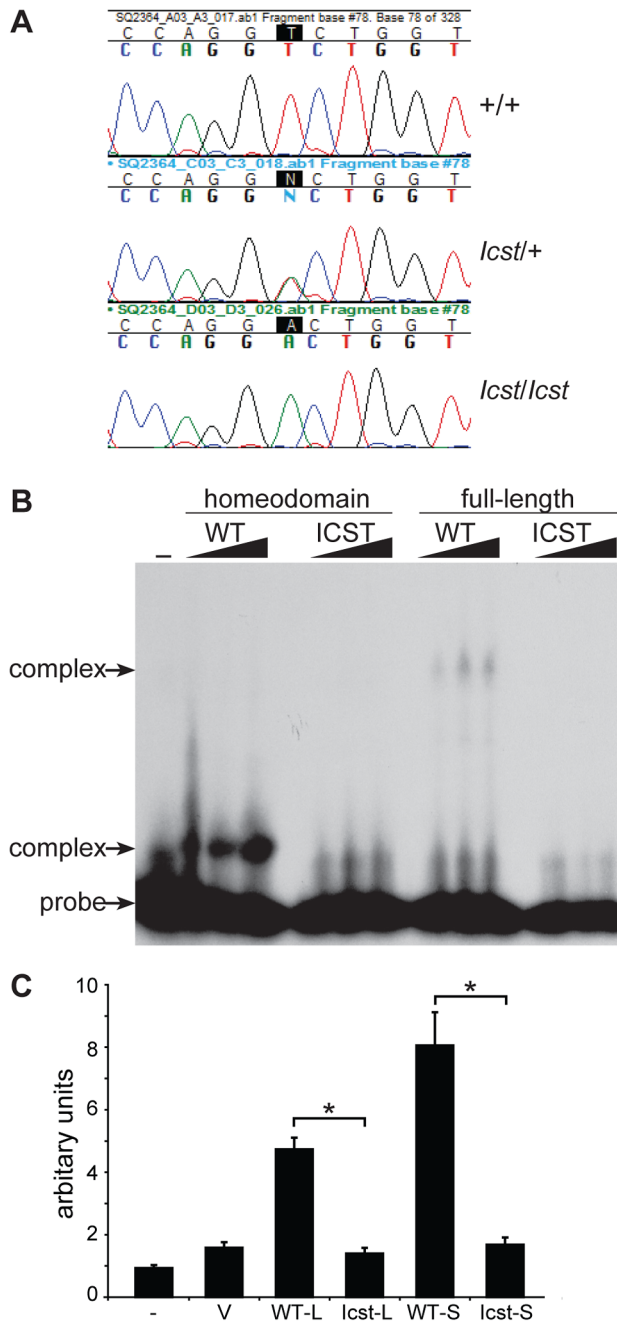 A
SQ2364_A03_A3_017.ab1 Fragment base #78. Base 78 of 328
C C A G G T C T G G T
C C A G G T C T G G T
+/+
• SQ2364_C03_C3_018.ab1 Fragment base #78
C C A G G N C T G G T
C C A G G N C T G G T
Icst/+
• SQ2364_D03_D3_026.ab1 Fragment base #78
C C A G G A C T G G T
C C A G G A C T G G T
Icst/Icst
B
homeodomain full-length
– WT ICST WT ICST
complex
complex
probe
C
arbitary units
10
8
6
4
2
0
- V WT-L Icst-L WT-S Icst-S
* *